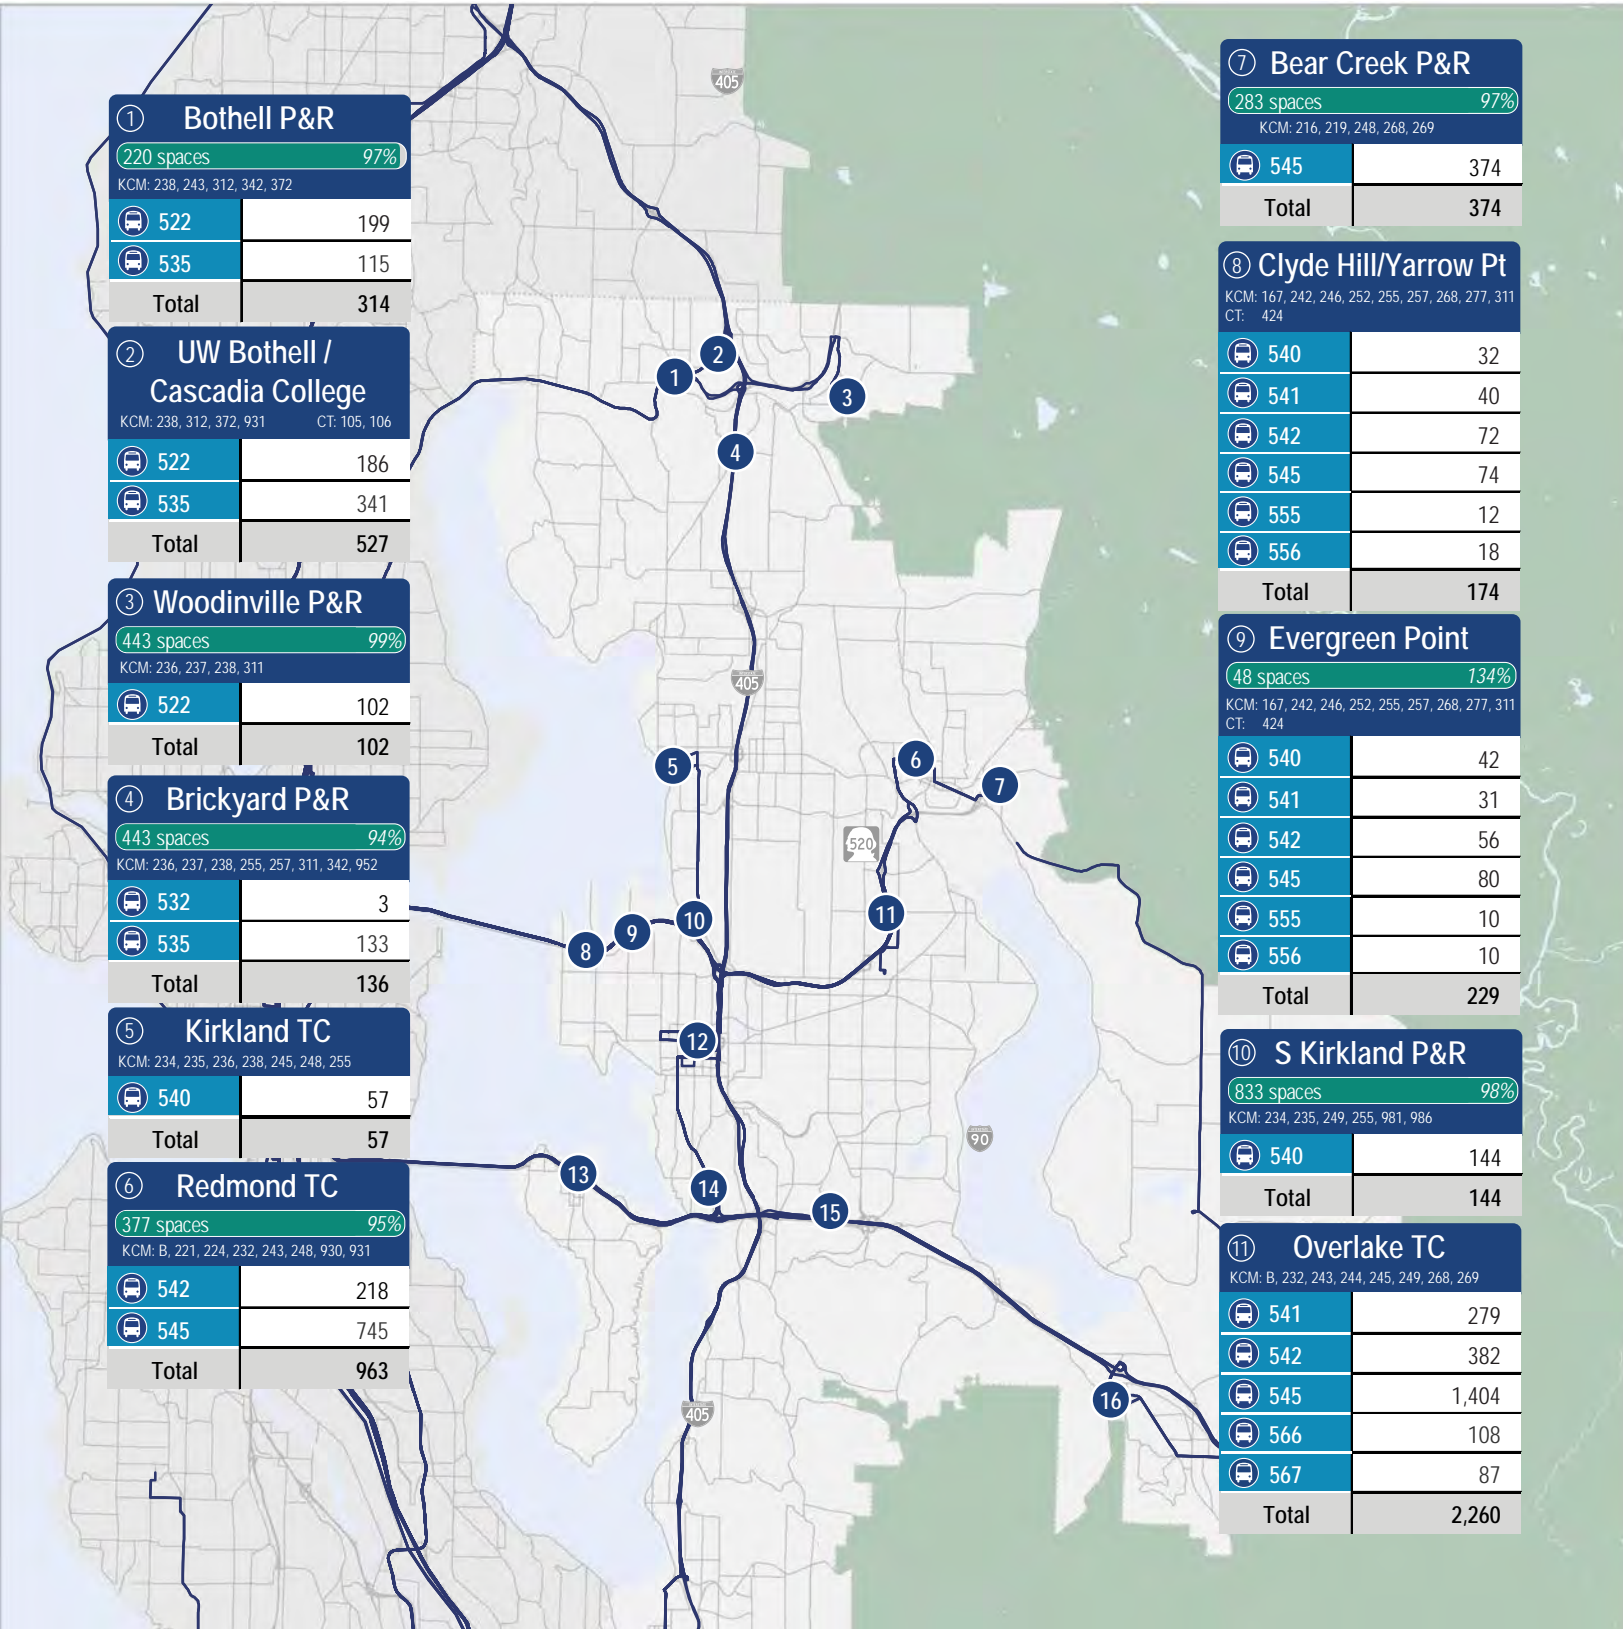 ① Bothell P&R
220 spaces 97%
KCM: 238, 243, 312, 342, 372
522 199
535 115
Total 314
② UW Bothell /
Cascadia College
KCM: 238, 312, 372, 931 CT: 105, 106
522 186
535 341
Total 527
③ Woodinville P&R
443 spaces 99%
KCM: 236, 237, 238, 311
522 102
Total 102
④ Brickyard P&R
443 spaces 94%
KCM: 236, 237, 238, 255, 257, 311, 342, 952
532 3
535 133
Total 136
⑤ Kirkland TC
KCM: 234, 235, 236, 238, 245, 248, 255
540 57
Total 57
⑥ Redmond TC
377 spaces 95%
KCM: B, 221, 224, 232, 243, 248, 930, 931
542 218
545 745
Total 963
405
2
1
3
4
405
5
6
7
520
10
11
9
8
12
90
13
14
15
16
405
⑦ Bear Creek P&R
283 spaces 97%
KCM: 216, 219, 248, 268, 269
545 374
Total 374
⑧ Clyde Hill/Yarrow Pt
KCM: 167, 242, 246, 252, 255, 257, 268, 277, 311
CT: 424
540 32
541 40
542 72
545 74
555 12
556 18
Total 174
⑨ Evergreen Point
48 spaces 134%
KCM: 167, 242, 246, 252, 255, 257, 268, 277, 311
CT: 424
540 42
541 31
542 56
545 80
555 10
556 10
Total 229
⑩ S Kirkland P&R
833 spaces 98%
KCM: 234, 235, 249, 255, 981, 986
540 144
Total 144
⑪ Overlake TC
KCM: B, 232, 243, 244, 245, 249, 268, 269
541 279
542 382
545 1,404
566 108
567 87
Total 2,260